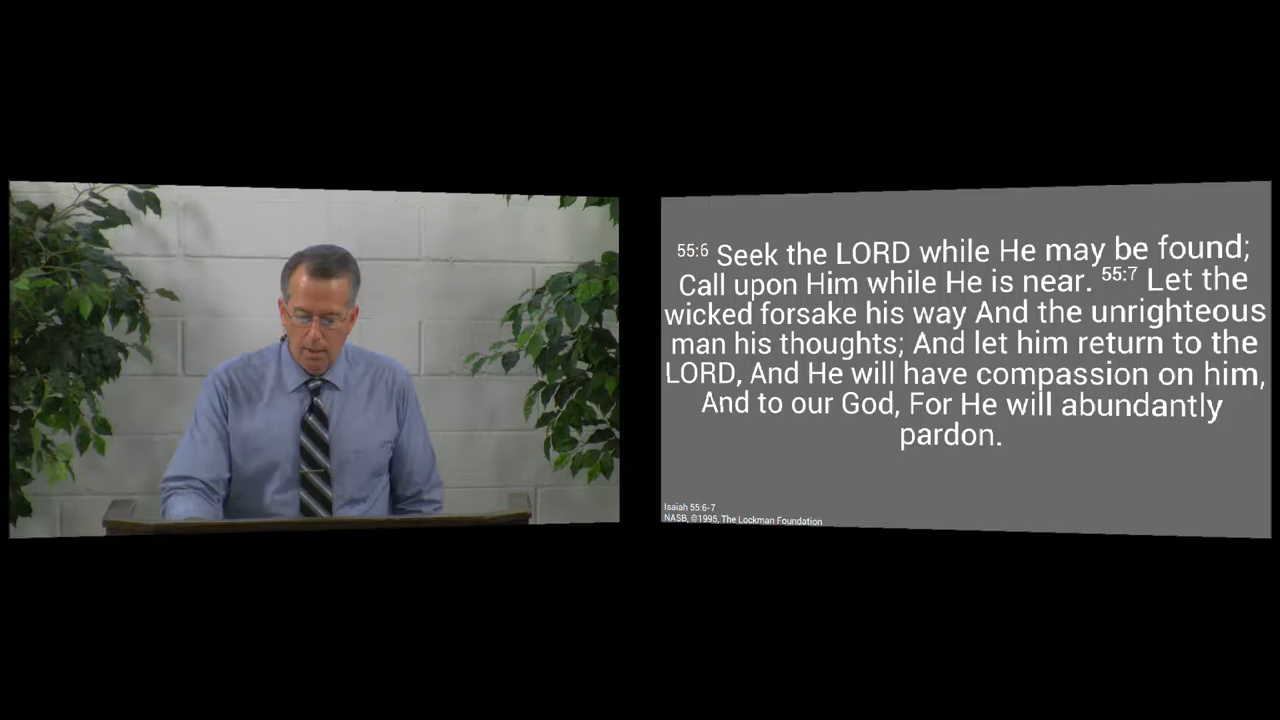 55:6 Seek the LORD while He may be found;
Call upon Him while He is near. 55:7 Let the
wicked forsake his way And the unrighteous
man his thoughts; And let him return to the
LORD, And He will have compassion on him,
And to our God, For He will abundantly
pardon.
Isaiah 55:6-7
NASB, ©1995, The Lockman Foundation